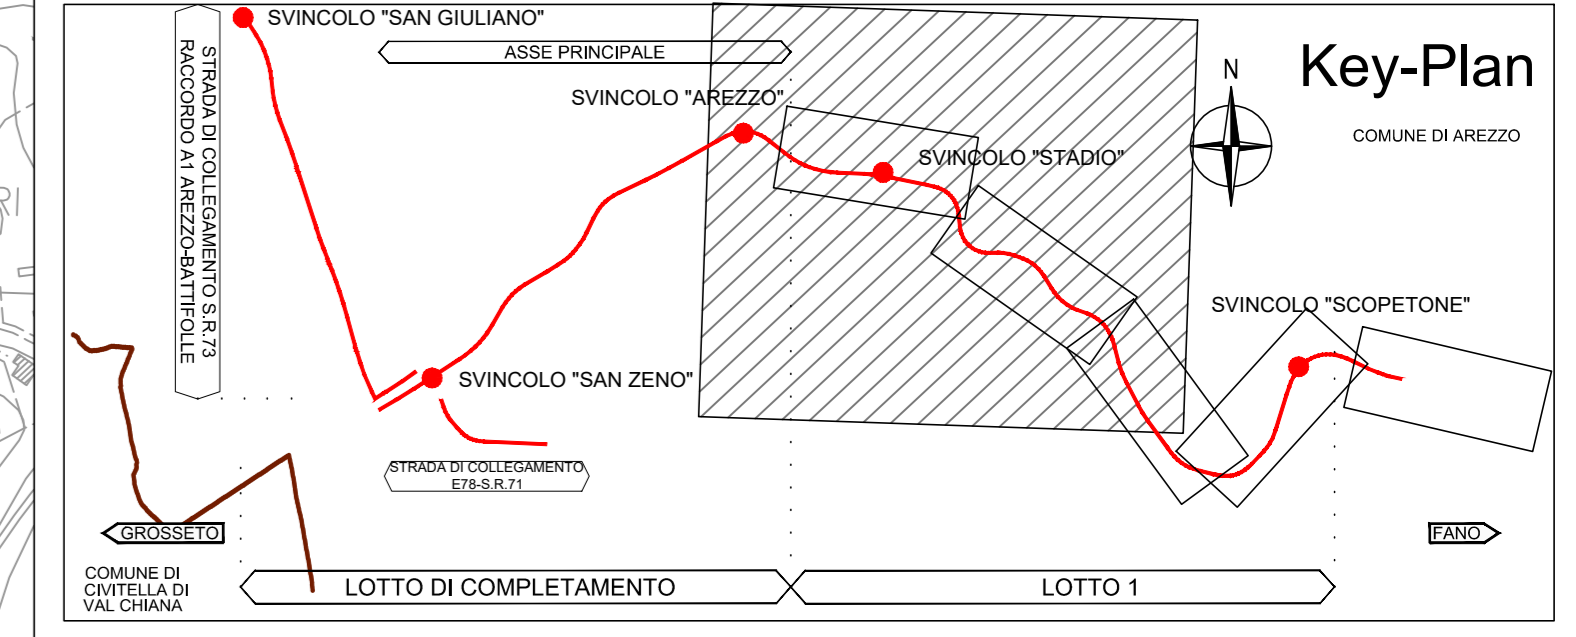 SVINCOLO "SAN GIULIANO"
ASSE PRINCIPALE
Key-Plan
N
COMUNE DI AREZZO
STRADA DI COLLEGAMENTO S.R.73
RACCORDO A1 AREZZO-BATTIFOLLE
SVINCOLO "AREZZO"
SVINCOLO "STADIO"
SVINCOLO "SCOPETONE"
SVINCOLO "SAN ZENO"
STRADA DI COLLEGAMENTO
E78-S.R.71
GROSSETO
FANO
COMUNE DI
CIVITELLA DI
VAL CHIANA
LOTTO DI COMPLETAMENTO
LOTTO 1